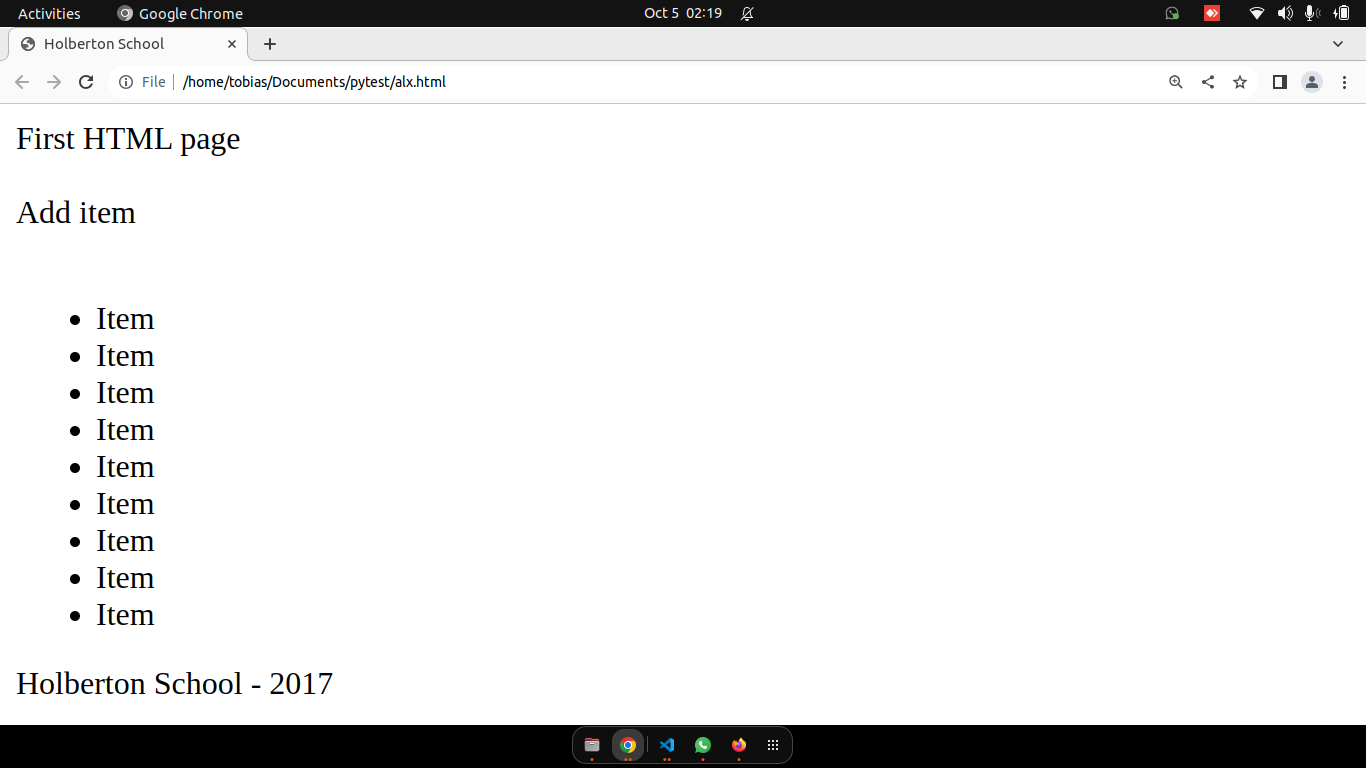 Activities Google Chrome Oct 5 02:19
Holberton School
File /home/tobias/Documents/pytest/alx.html
First HTML page
Add item
Item
Item
Item
Item
Item
Item
Item
Item
Item
Holberton School - 2017